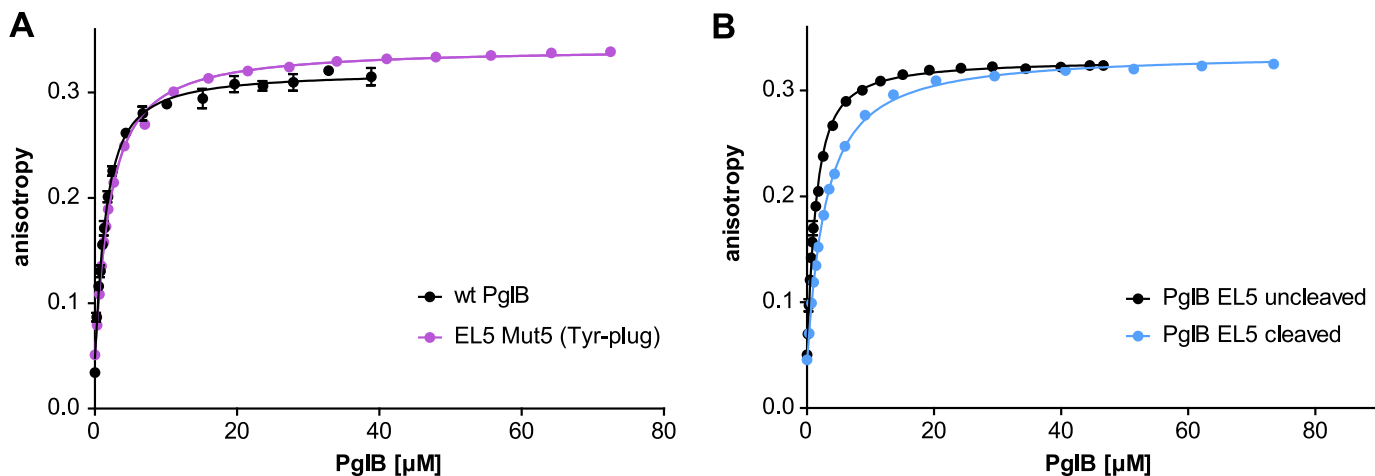 A
anisotropy
0.3
0.2
0.1
0.0
wt PglB
EL5 Mut5 (Tyr-plug)
0 20 40 60 80
PglB [µM]
B
anisotropy
0.3
0.2
0.1
0.0
PglB EL5 uncleaved
PglB EL5 cleaved
0 20 40 60 80
PglB [µM]